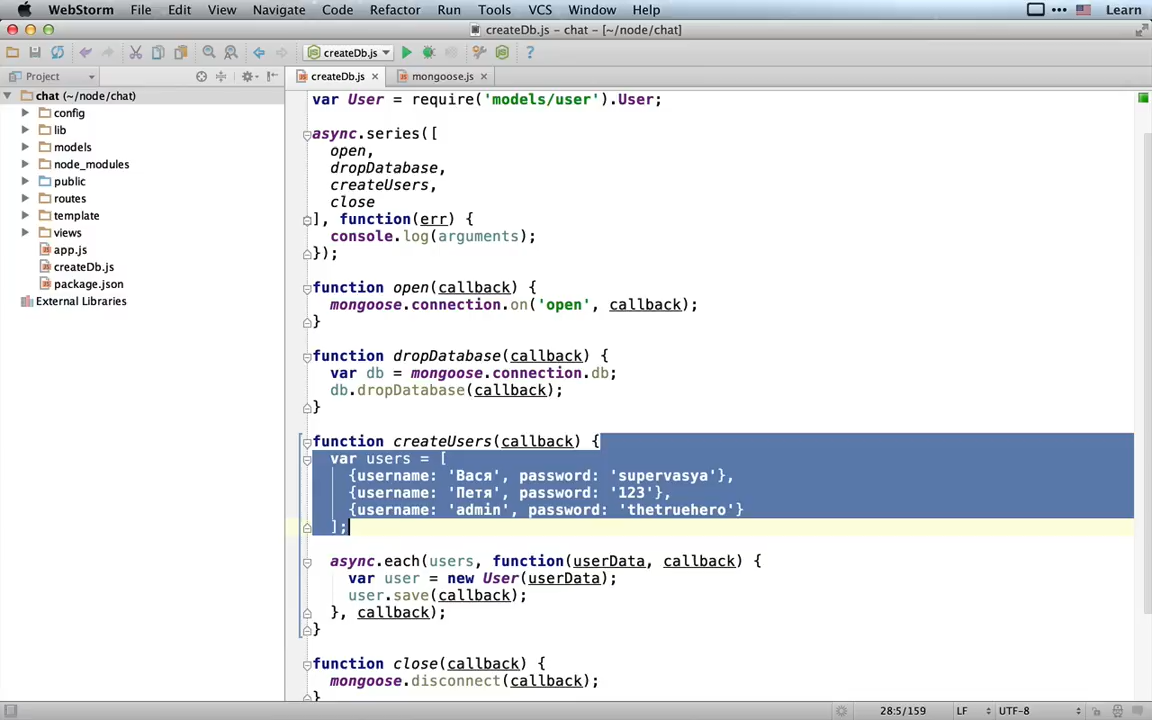 WebStorm File Edit View Navigate Code Refactor Run Tools VCS Window Help Learn
createDb.js – chat – [~/node/chat]
createDb.js
Project createDb.js mongoose.js
chat (~/node/chat)
config
lib
models
node_modules
public
routes
template
views
app.js
createDb.js
package.json
External Libraries
var User = require('models/user').User;
async.series([
open,
dropDatabase,
createUsers,
close
], function(err) {
console.log(arguments);
});
function open(callback) {
mongoose.connection.on('open', callback);
}
function dropDatabase(callback) {
var db = mongoose.connection.db;
db.dropDatabase(callback);
}
function createUsers(callback) {
var users = [
{username: 'Вася', password: 'supervasya'},
{username: 'Петя', password: '123'},
{username: 'admin', password: 'thetruehero'}
];
async.each(users, function(userData, callback) {
var user = new User(userData);
user.save(callback);
}, callback);
}
function close(callback) {
mongoose.disconnect(callback);
}
28:5/159 LF UTF-8